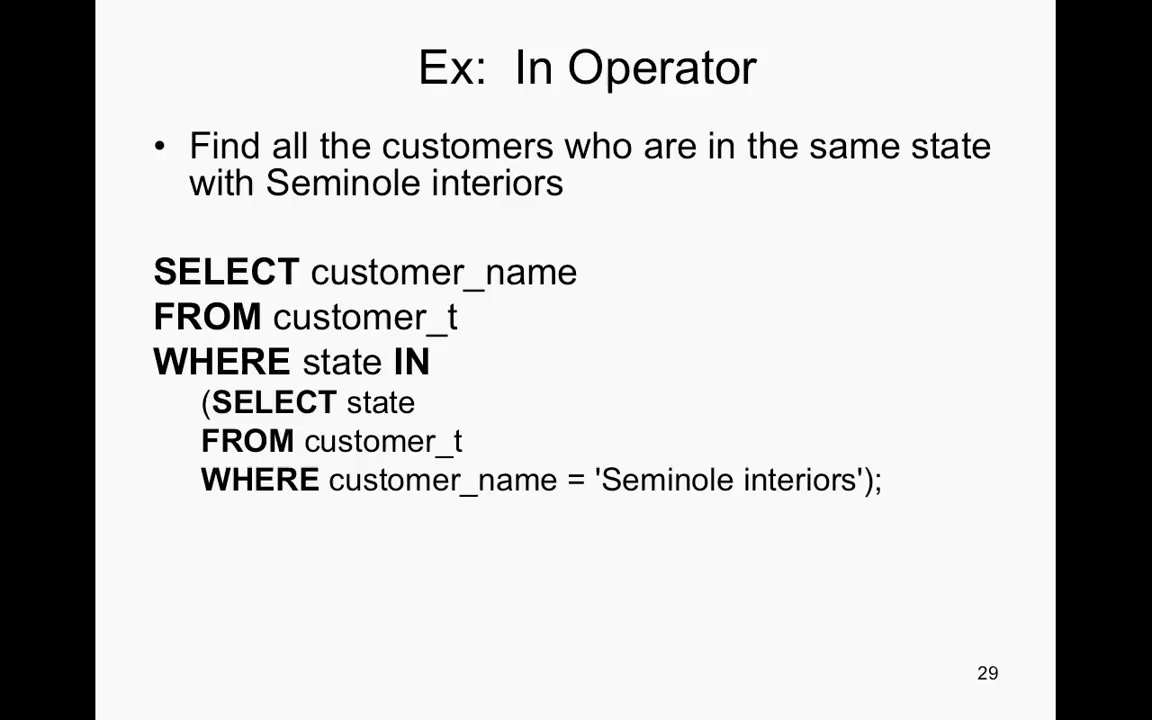 Ex: In Operator
• Find all the customers who are in the same state
with Seminole interiors
SELECT customer_name
FROM customer_t
WHERE state IN
(SELECT state
FROM customer_t
WHERE customer_name = 'Seminole interiors');
29